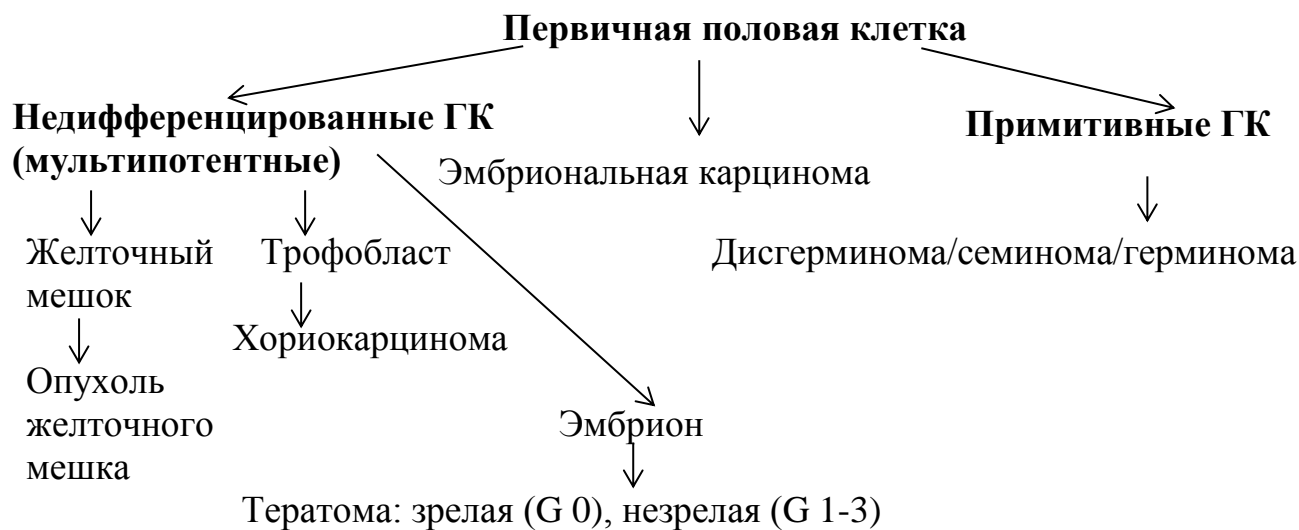 Первичная половая клетка
Недифференцированные ГК
(мультипотентные)
Примитивные ГК
Эмбриональная карцинома
Желточный
мешок
Трофобласт
Дисгерминома/семинома/герминома
Хориокарцинома
Опухоль
желточного
мешка
Эмбрион
Тератома: зрелая (G 0), незрелая (G 1-3)